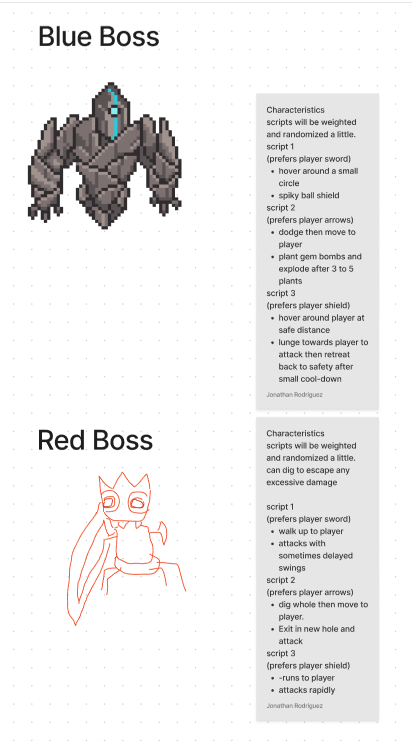 Blue Boss
Characteristics
scripts will be weighted
and randomized a little.
script 1
(prefers player sword)
• hover around a small
circle
• spiky ball shield
script 2
(prefers player arrows)
• dodge then move to
player
• plant gem bombs and
explode after 3 to 5
plants
script 3
(prefers player shield)
• hover around player at
safe distance
• lunge towards player to
attack then retreat
back to safety after
small cool-down
Jonathan Rodriguez
Red Boss
Characteristics
scripts will be weighted
and randomized a little.
can dig to escape any
excessive damage
script 1
(prefers player sword)
• walk up to player
• attacks with
sometimes delayed
swings
script 2
(prefers player arrows)
• dig whole then move to
player.
• Exit in new hole and
attack
script 3
(prefers player shield)
• -runs to player
• attacks rapidly
Jonathan Rodriguez